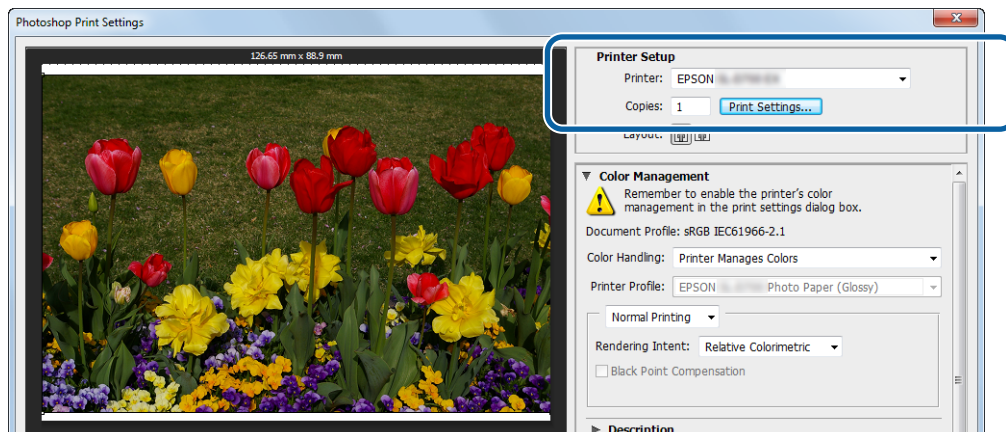 Photoshop Print Settings
126.65 mm x 88.9 mm
Printer Setup
Printer: EPSON
Copies: 1 Print Settings...
Layout:
Color Management
Remember to enable the printer's color
management in the print settings dialog box.
Document Profile: sRGB IEC61966-2.1
Color Handling: Printer Manages Colors
Printer Profile: EPSON Photo Paper (Glossy)
Normal Printing
Rendering Intent: Relative Colorimetric
Black Point Compensation
Description